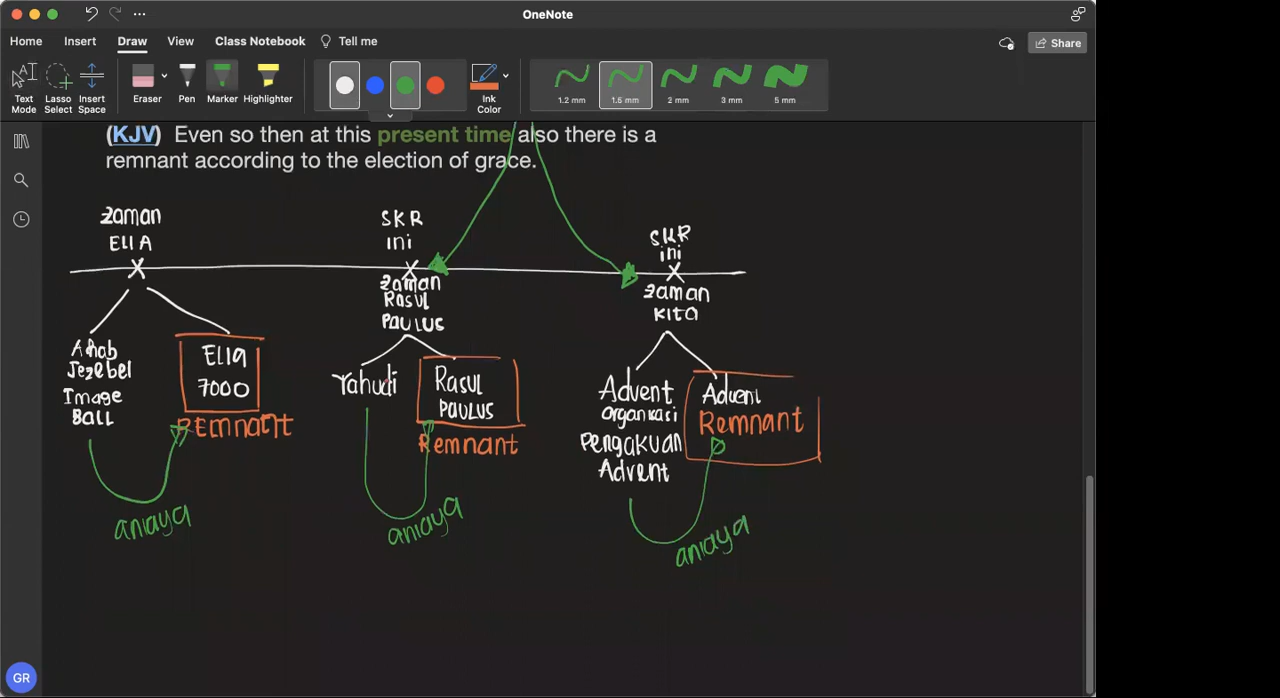 OneNote
Home Insert Draw View Class Notebook Tell me
Share
Text Mode
Lasso Select
Insert Space
Eraser
Pen
Marker
Highlighter
Ink Color
1.2 mm
1.6 mm
2 mm
3 mm
5 mm
(KJV) Even so then at this present time also there is a
remnant according to the election of grace.
Zaman
ELIA
SKR
ini
SKR
ini
Zaman
Rasul
PAULUS
Zaman
KITA
Ahab
Jezebel
Image
BALL
ELIA
7000
REMNANT
Yahudi
Rasul
PAULUS
Remnant
Advent
Organisasi
Pengakuan
Advent
Advent
Remnant
aniaya
aniaya
aniaya
GR